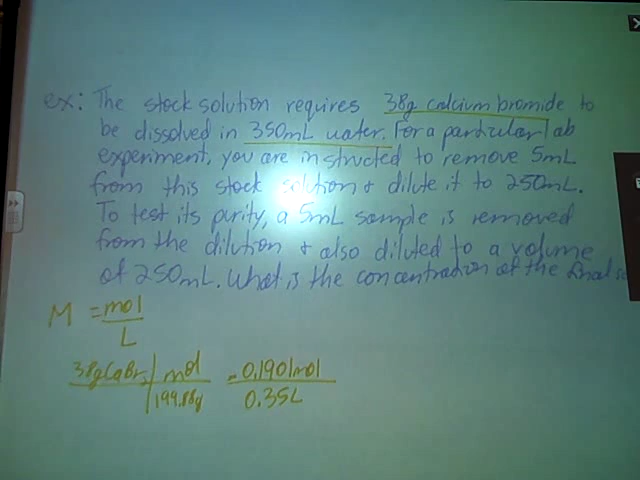 ex: The stock solution requires 38g calcium bromide to
be dissolved in 350mL water. For a particular lab
experiment, you are instructed to remove 5mL
from this stock solution & dilute it to 250mL.
To test its purity, a 5mL sample is removed
from the dilution & also diluted to a volume
of 250mL. What is the concentration of the final
M = mol
L
38g CaBr2 | mol = 0.1901 mol
199.88g 0.35L